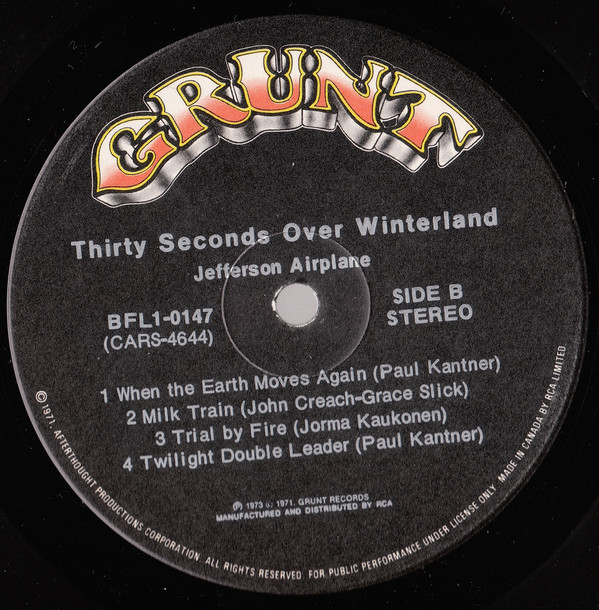 GRUNT
Thirty Seconds Over Winterland
Jefferson Airplane
BFL1-0147
(CARS-4644)
SIDE B
STEREO
1 When the Earth Moves Again (Paul Kantner)
2 Milk Train (John Creach-Grace Slick)
3 Trial by Fire (Jorma Kaukonen)
4 Twilight Double Leader (Paul Kantner)
Ⓟ 1973 © 1971, GRUNT RECORDS
MANUFACTURED AND DISTRIBUTED BY RCA
©1971, AFTERTHOUGHT PRODUCTIONS CORPORATION. ALL RIGHTS RESERVED. FOR PUBLIC PERFORMANCE UNDER LICENSE ONLY. MADE IN CANADA BY RCA LIMITED